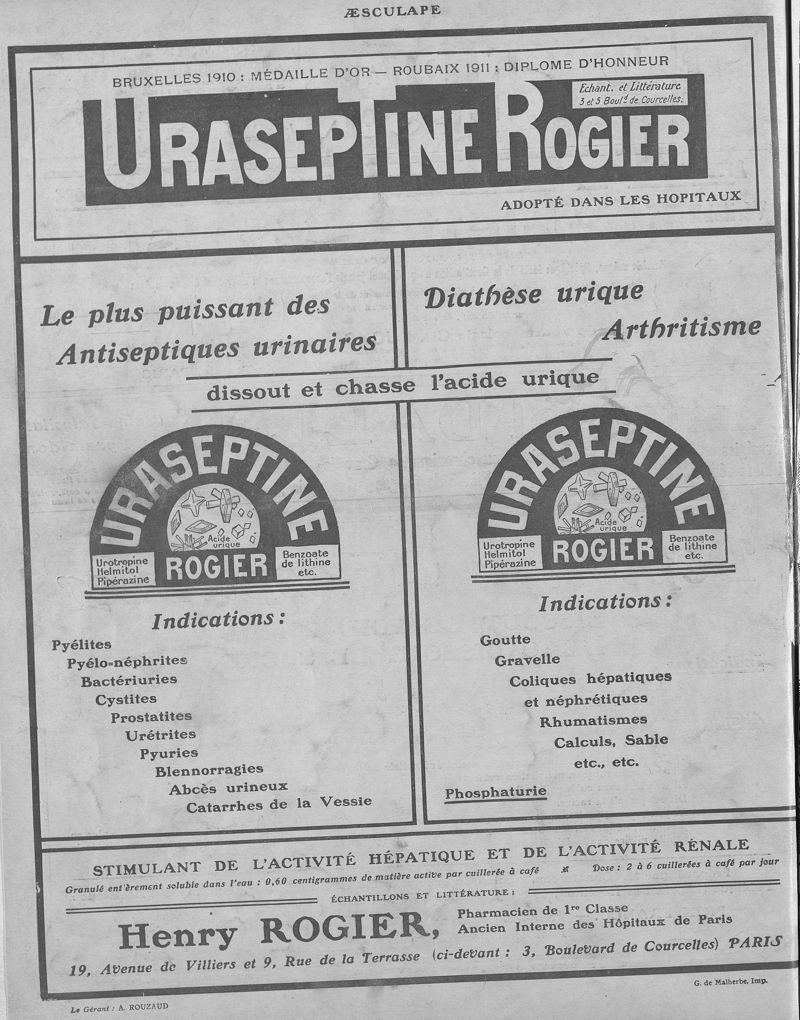 ÆSCULAPE
BRUXELLES 1910 : MÉDAILLE D'OR — ROUBAIX 1911 : DIPLOME D'HONNEUR
Échant. et Littérature
3 et 5 Boulᵈ de Courcelles.
URASEPTINE ROGIER
ADOPTÉ DANS LES HOPITAUX
Le plus puissant des
Antiseptiques urinaires
Diathèse urique
Arthritisme
dissout et chasse l'acide urique
URASEPTINE
Acide
urique
Urotropine
Helmitol
Pipérazine
ROGIER
Benzoate
de lithine
etc.
Indications :
Pyélites
Pyélo-néphrites
Bactériuries
Cystites
Prostatites
Urétrites
Pyuries
Blennorragies
Abcès urineux
Catarrhes de la Vessie
URASEPTINE
Acide
urique
Urotropine
Helmitol
Pipérazine
ROGIER
Benzoate
de lithine
etc.
Indications :
Goutte
Gravelle
Coliques hépatiques
et néphrétiques
Rhumatismes
Calculs, Sable
etc., etc.
Phosphaturie
STIMULANT DE L'ACTIVITÉ HÉPATIQUE ET DE L'ACTIVITÉ RÉNALE
Granulé ent'èrement soluble dans l'eau : 0,60 centigrammes de matière active par cuillerée à café * Dose : 2 à 6 cuillerées à café par jour
ÉCHANTILLONS ET LITTÉRATURE :
Henry ROGIER,
Pharmacien de 1ʳᵉ Classe
Ancien Interne des Hôpitaux de Paris
19, Avenue de Villiers et 9, Rue de la Terrasse (ci-devant : 3, Boulevard de Courcelles) PARIS
Le Gérant : A. ROUZAUD
G. de Malherbe, Imp.